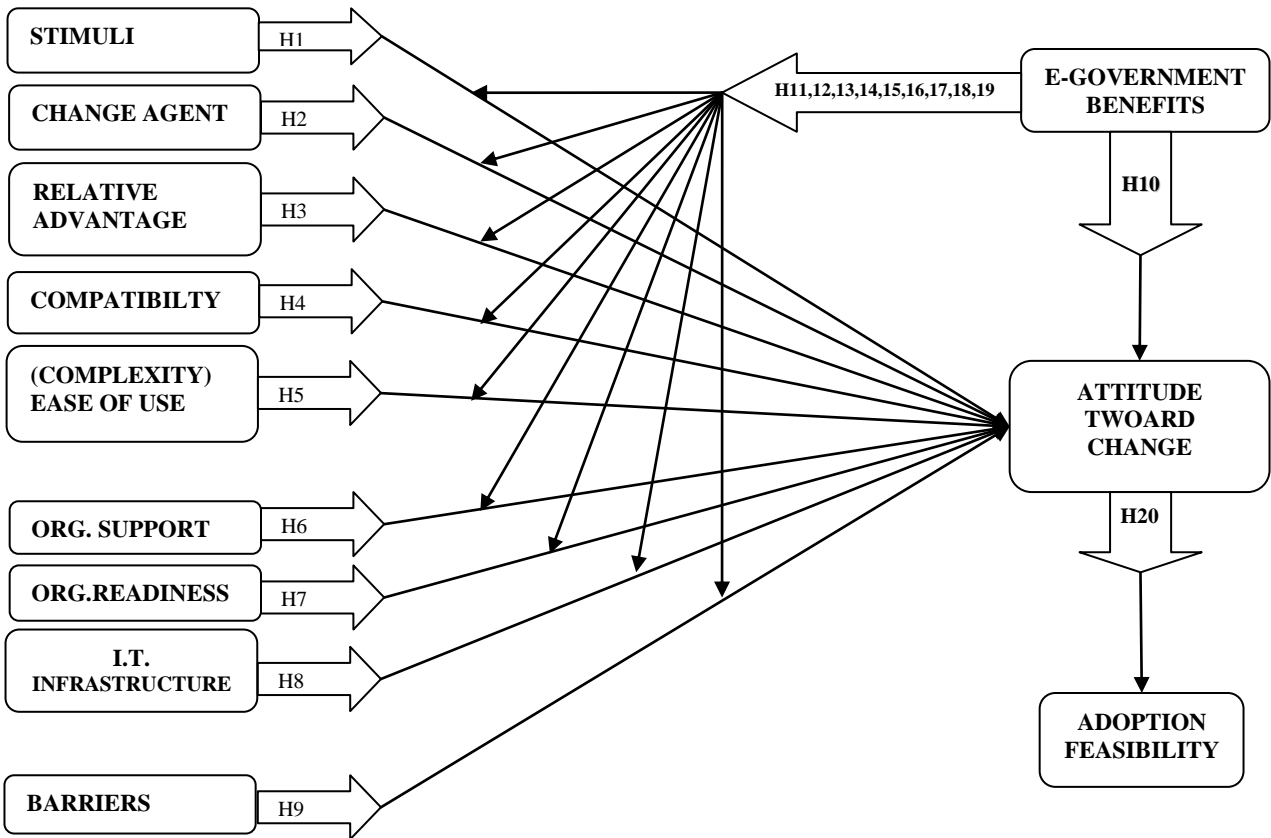 STIMULI
H1
CHANGE AGENT
H2
RELATIVE
ADVANTAGE
H3
COMPATIBILTY
H4
(COMPLEXITY)
EASE OF USE
H5
ORG. SUPPORT
H6
ORG.READINESS
H7
I.T.
INFRASTRUCTURE
H8
BARRIERS
H9
H11,12,13,14,15,16,17,18,19
E-GOVERNMENT
BENEFITS
H10
ATTITUDE
TWOARD
CHANGE
H20
ADOPTION
FEASIBILITY